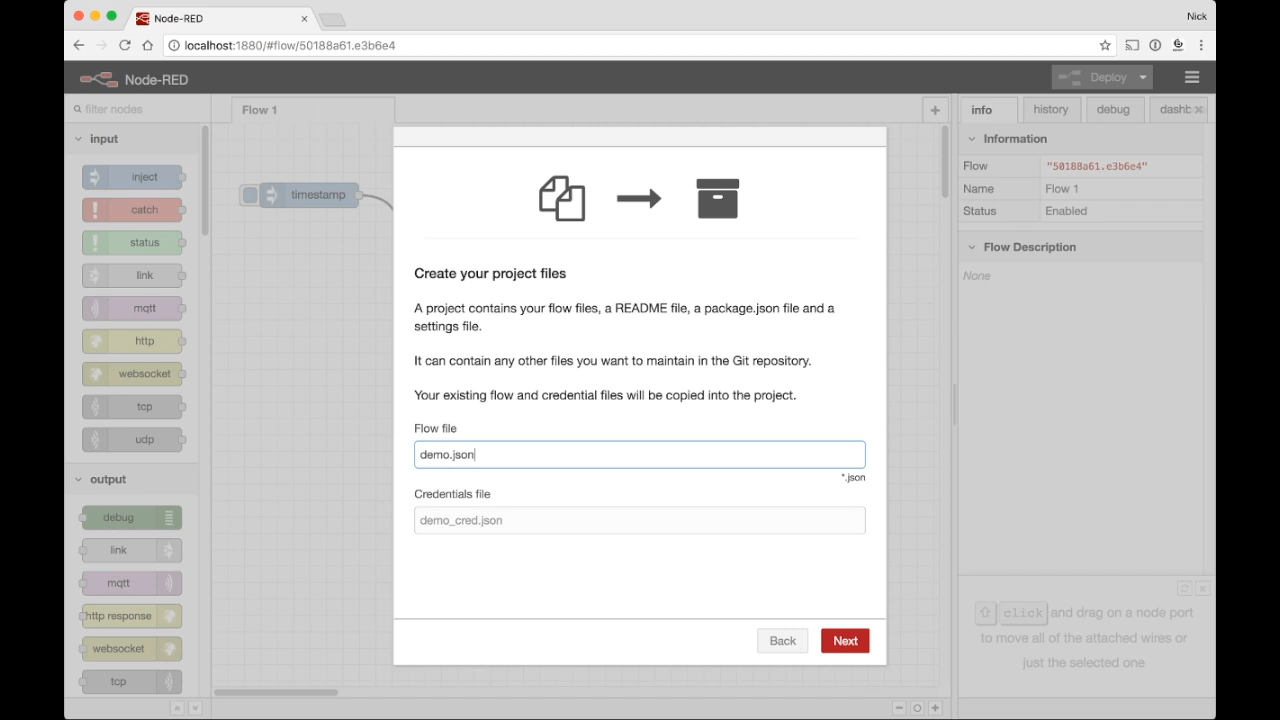 Node-RED
Nick
localhost:1880/#flow/50188a61.e3b6e4
Node-RED
Deploy
filter nodes
Flow 1
info
history
debug
dashb
input
inject
catch
status
link
mqtt
http
websocket
tcp
udp
output
debug
link
mqtt
http response
websocket
tcp
timestamp
Create your project files
A project contains your flow files, a README file, a package.json file and a
settings file.
It can contain any other files you want to maintain in the Git repository.
Your existing flow and credential files will be copied into the project.
Flow file
demo.json
*.json
Credentials file
demo_cred.json
Back
Next
Information
Flow "50188a61.e3b6e4"
Name Flow 1
Status Enabled
Flow Description
None
click and drag on a node port
to move all of the attached wires or
just the selected one